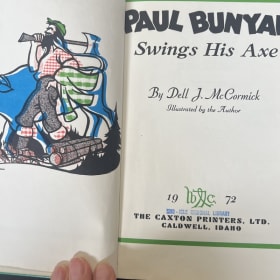 PAUL BUNYA
Swings His Axe
By Dell J. McCormick
Illustrated by the Author
19 72
THE CAXTON PRINTERS, LTD.
CALDWELL, IDAHO